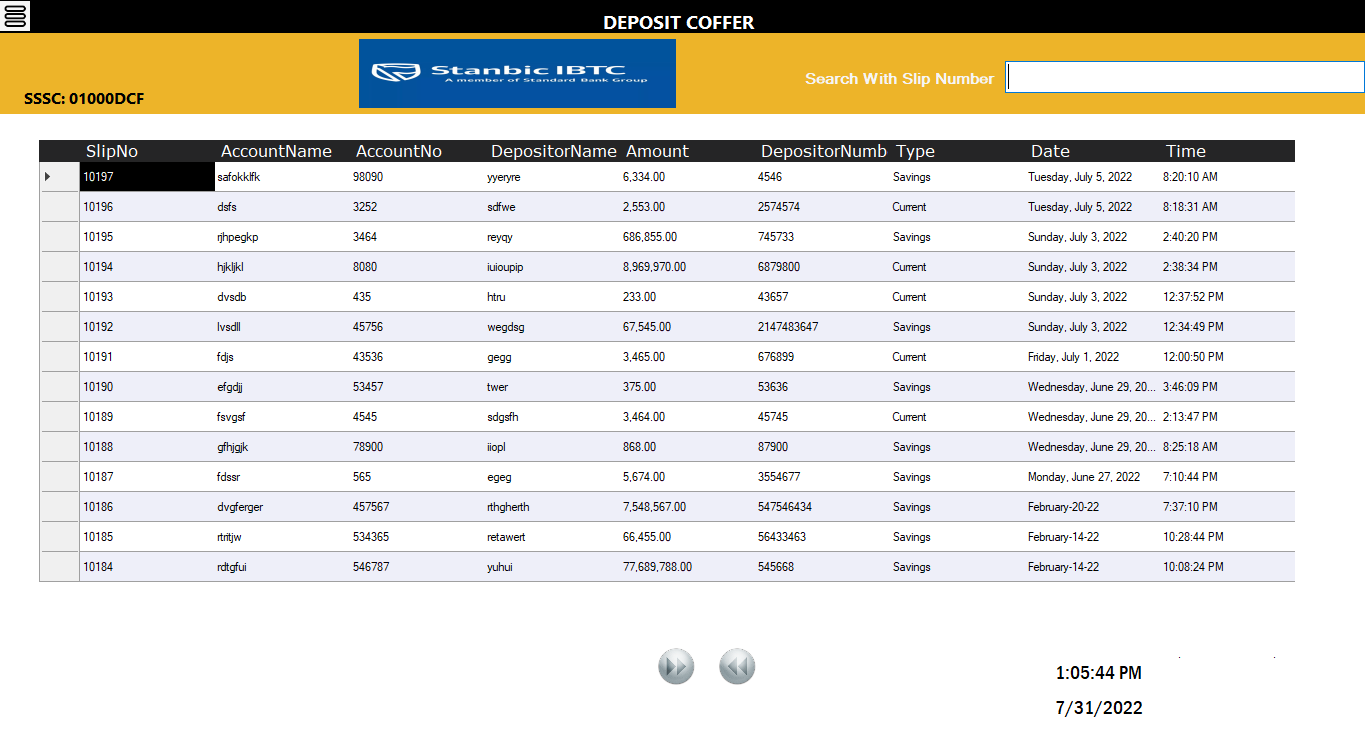 DEPOSIT COFFER
Stanbic IBTC
A member of Standard Bank Group
Search With Slip Number
SSSC: 01000DCF
SlipNo AccountName AccountNo DepositorName Amount DepositorNumb Type Date Time
10197 safokklfk 98090 yyeryre 6,334.00 4546 Savings Tuesday, July 5, 2022 8:20:10 AM
10196 dsfs 3252 sdfwe 2,553.00 2574574 Current Tuesday, July 5, 2022 8:18:31 AM
10195 rjhpegkp 3464 reyqy 686,855.00 745733 Savings Sunday, July 3, 2022 2:40:20 PM
10194 hjkljkl 8080 iuioupip 8,969,970.00 6879800 Current Sunday, July 3, 2022 2:38:34 PM
10193 dvsdb 435 htru 233.00 43657 Current Sunday, July 3, 2022 12:37:52 PM
10192 lvsdll 45756 wegdsg 67,545.00 2147483647 Savings Sunday, July 3, 2022 12:34:49 PM
10191 fdjs 43536 gegg 3,465.00 676899 Current Friday, July 1, 2022 12:00:50 PM
10190 efgdjj 53457 twer 375.00 53636 Savings Wednesday, June 29, 20... 3:46:09 PM
10189 fsvgsf 4545 sdgsfh 3,464.00 45745 Current Wednesday, June 29, 20... 2:13:47 PM
10188 gfhjgjk 78900 iiopl 868.00 87900 Savings Wednesday, June 29, 20... 8:25:18 AM
10187 fdssr 565 egeg 5,674.00 3554677 Savings Monday, June 27, 2022 7:10:44 PM
10186 dvgferger 457567 rthgherth 7,548,567.00 547546434 Savings February-20-22 7:37:10 PM
10185 rtritjw 534365 retawert 66,455.00 56433463 Savings February-14-22 10:28:44 PM
10184 rdtgfui 546787 yuhui 77,689,788.00 545668 Savings February-14-22 10:08:24 PM
1:05:44 PM
7/31/2022